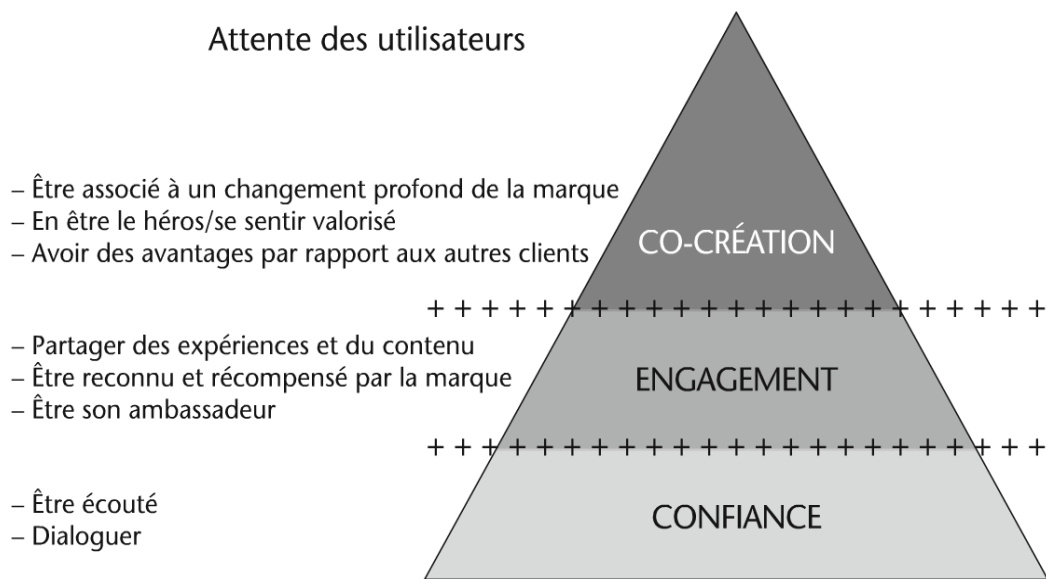 Attente des utilisateurs
– Être associé à un changement profond de la marque
– En être le héros/se sentir valorisé
– Avoir des avantages par rapport aux autres clients
CO-CRÉATION
+ + + + + + + + + + + + + + + + + + + + + + +
– Partager des expériences et du contenu
– Être reconnu et récompensé par la marque
– Être son ambassadeur
ENGAGEMENT
+ + + + + + + + + + + + + + + + + + + + + + +
– Être écouté
– Dialoguer
CONFIANCE